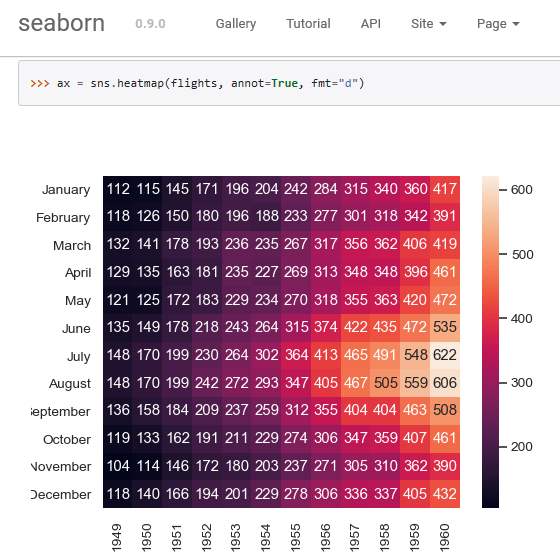 seaborn 0.9.0 Gallery Tutorial API Site Page
>>> ax = sns.heatmap(flights, annot=True, fmt="d")
January 112 115 145 171 196 204 242 284 315 340 360 417
February 118 126 150 180 196 188 233 277 301 318 342 391
March 132 141 178 193 236 235 267 317 356 362 406 419
April 129 135 163 181 235 227 269 313 348 348 396 461
May 121 125 172 183 229 234 270 318 355 363 420 472
June 135 149 178 218 243 264 315 374 422 435 472 535
July 148 170 199 230 264 302 364 413 465 491 548 622
August 148 170 199 242 272 293 347 405 467 505 559 606
eptember 136 158 184 209 237 259 312 355 404 404 463 508
October 119 133 162 191 211 229 274 306 347 359 407 461
November 104 114 146 172 180 203 237 271 305 310 362 390
December 118 140 166 194 201 229 278 306 336 337 405 432
1949 1950 1951 1952 1953 1954 1955 1956 1957 1958 1959 1960
600
500
400
300
200